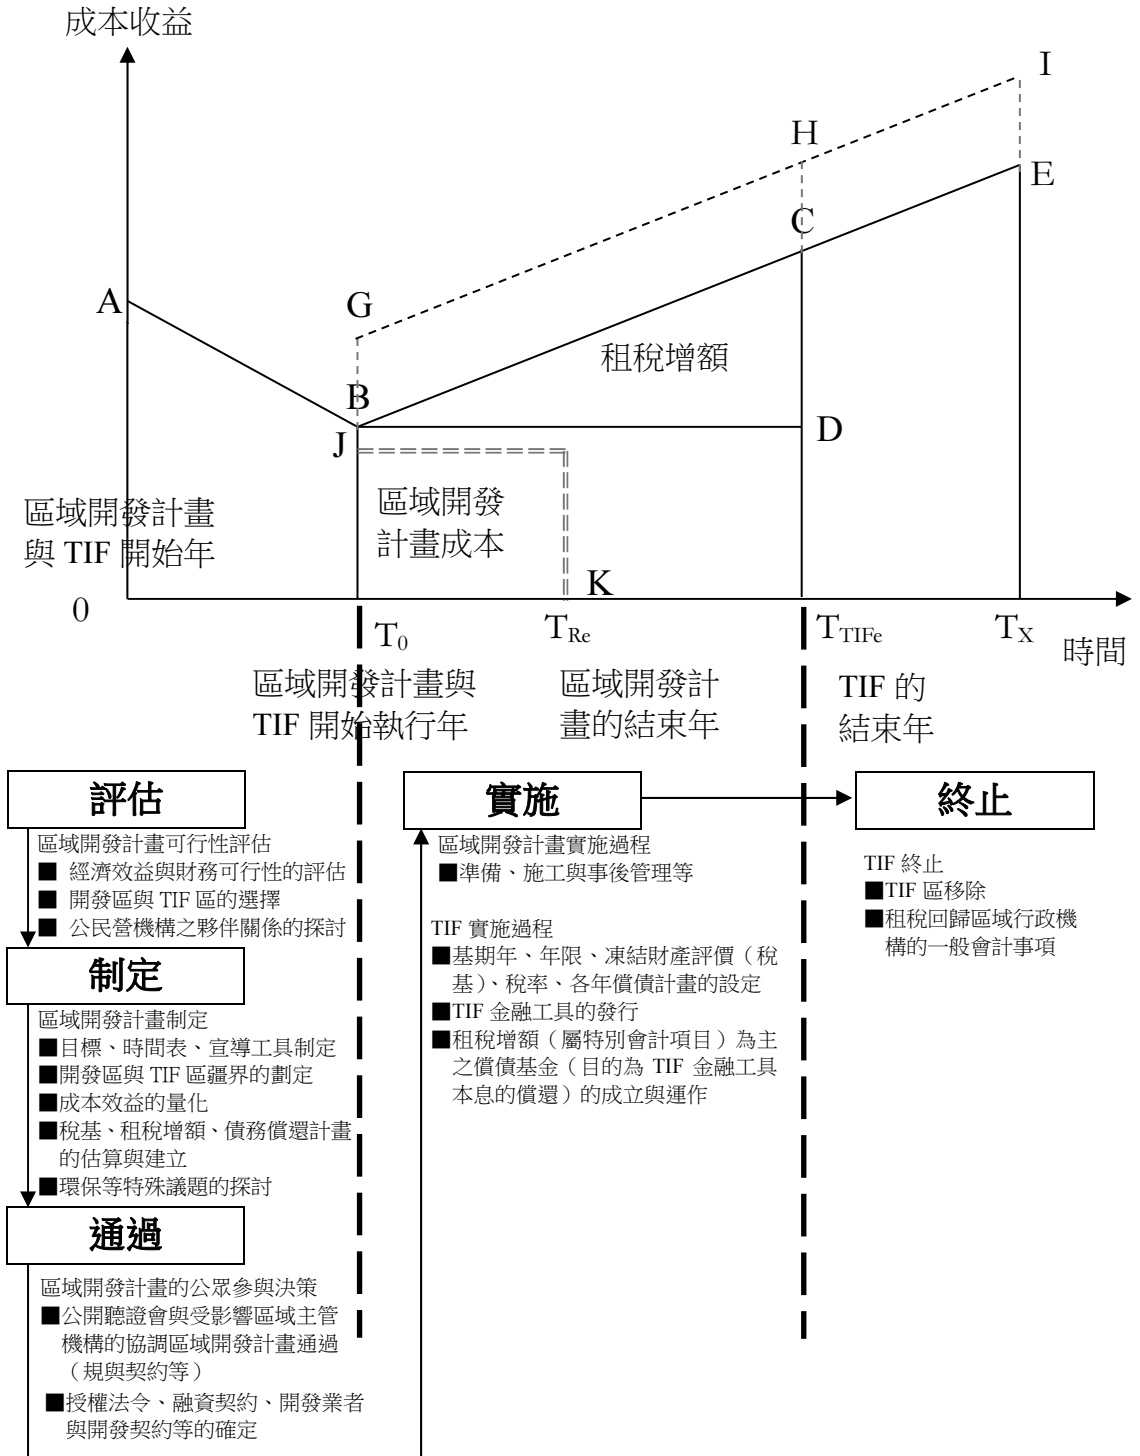 成本收益
I
H
E
C
A
G
租稅增額
B
D
J
區域開發
計畫成本
區域開發計畫
與 TIF 開始年
K
0
T0
TRe
TTIFe
TX
時間
區域開發計畫與
TIF 開始執行年
區域開發計
畫的結束年
TIF 的
結束年
評估
區域開發計畫可行性評估
■ 經濟效益與財務可行性的評估
■ 開發區與 TIF 區的選擇
■ 公民營機構之夥伴關係的探討
制定
區域開發計畫制定
■目標、時間表、宣導工具制定
■開發區與 TIF 區疆界的劃定
■成本效益的量化
■稅基、租稅增額、債務償還計畫
的估算與建立
■環保等特殊議題的探討
通過
區域開發計畫的公眾參與決策
■公開聽證會與受影響區域主管
機構的協調區域開發計畫通過
（規與契約等）
■授權法令、融資契約、開發業者
與開發契約等的確定
實施
區域開發計畫實施過程
■準備、施工與事後管理等
TIF 實施過程
■基期年、年限、凍結財產評價（稅
基）、稅率、各年償債計畫的設定
■TIF 金融工具的發行
■租稅增額（屬特別會計項目）為主
之償債基金（目的為 TIF 金融工具
本息的償還）的成立與運作
終止
TIF 終止
■TIF 區移除
■租稅回歸區域行政機
構的一般會計事項